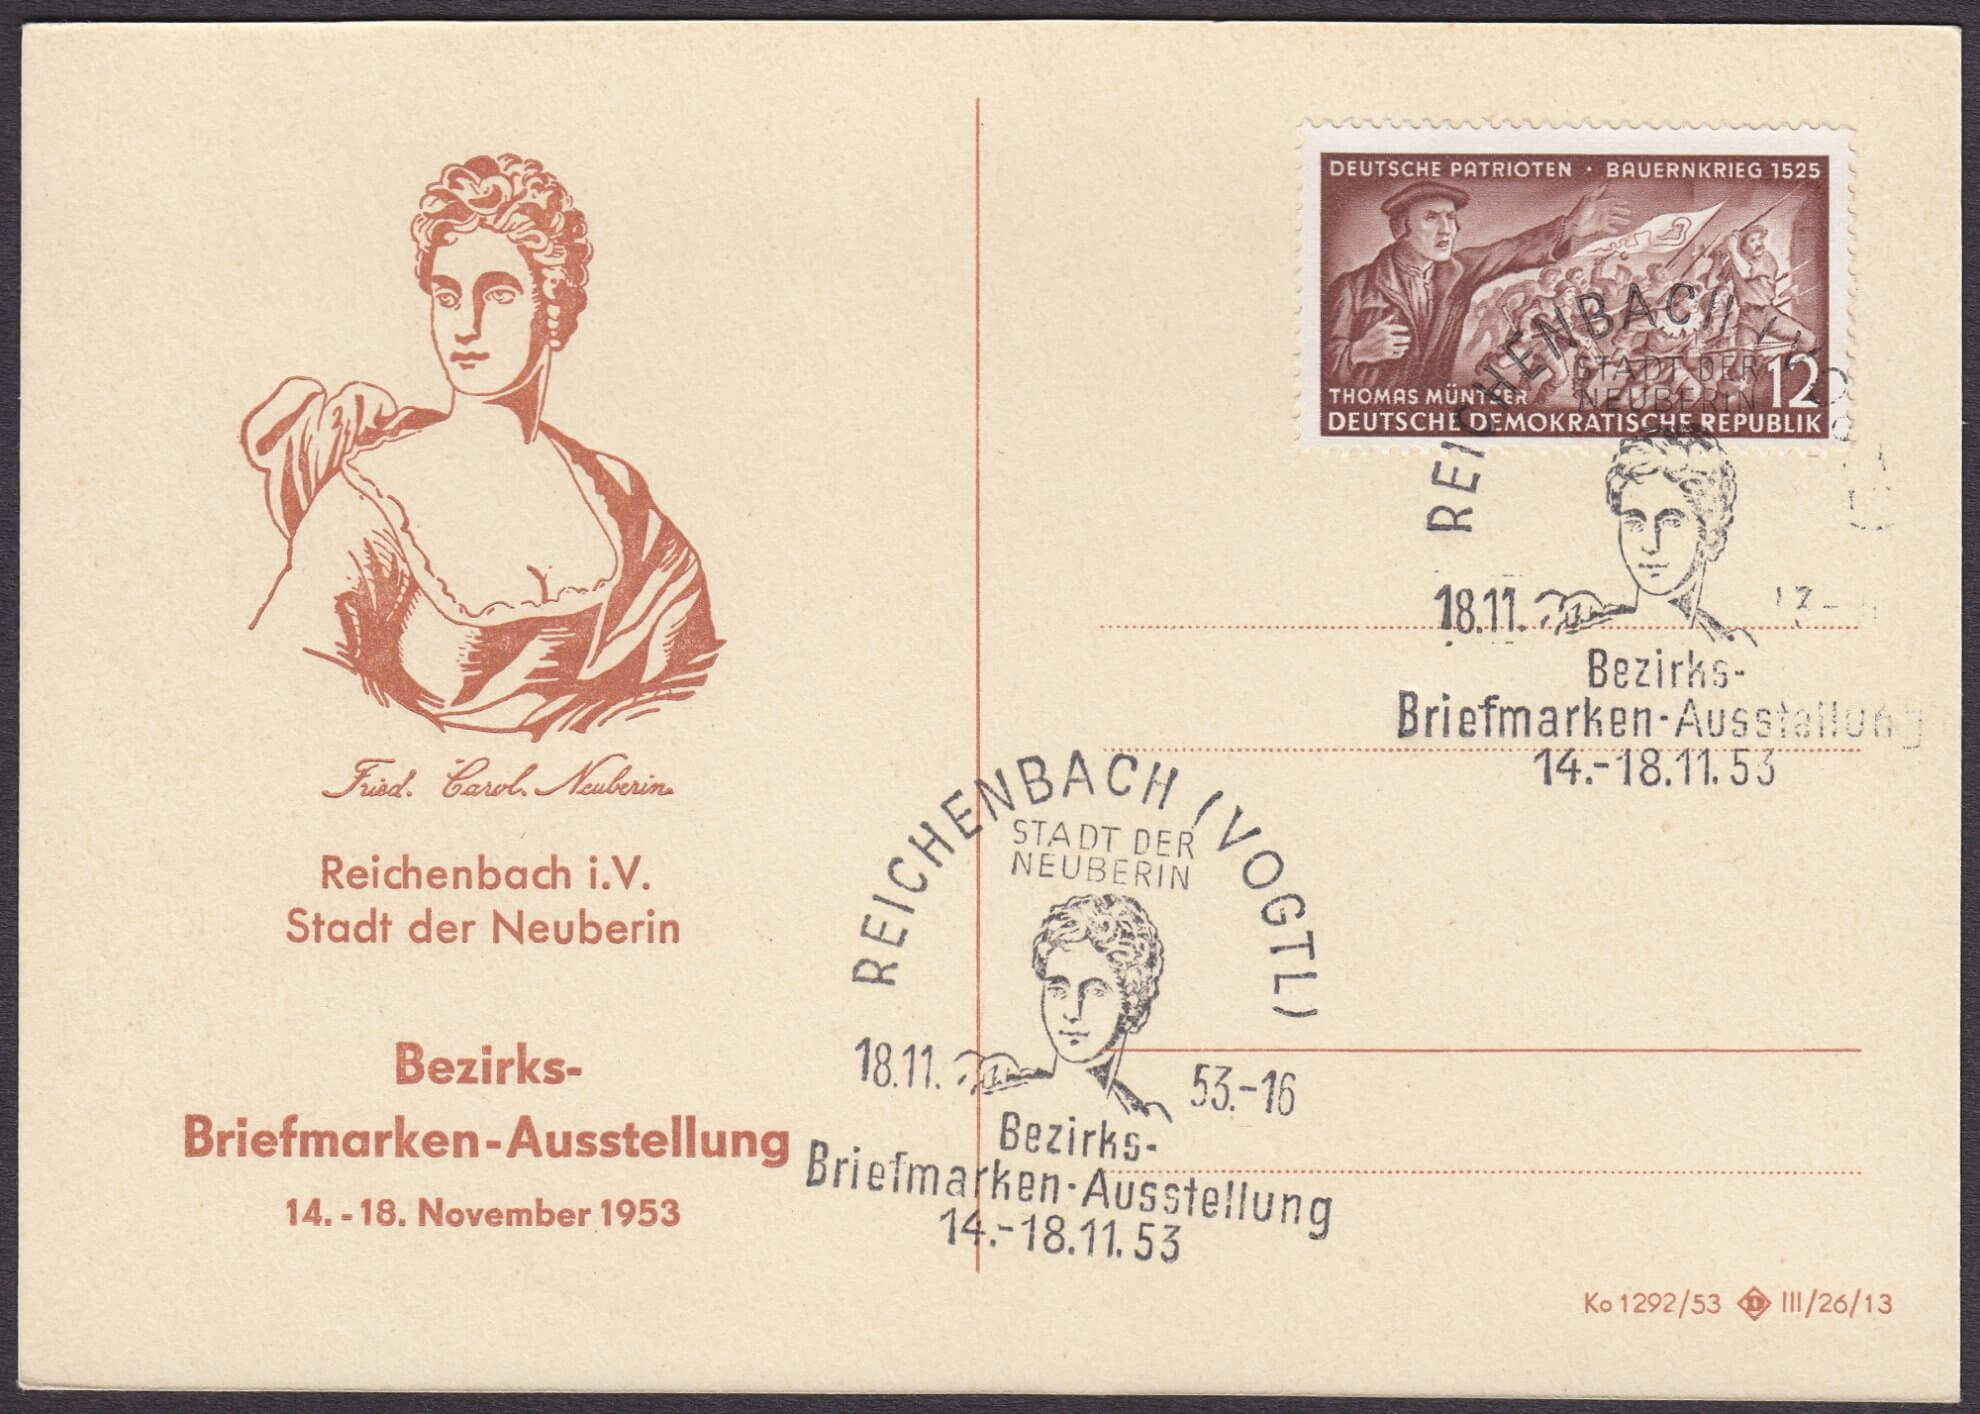 Fried. Carol. Neuberin.
Reichenbach i.V.
Stadt der Neuberin
Bezirks-
Briefmarken-Ausstellung
14.-18. November 1953
DEUTSCHE PATRIOTEN · BAUERNKRIEG 1525
THOMAS MÜNTZER
12
DEUTSCHE DEMOKRATISCHE REPUBLIK
REICHENBACH
STADT DER
NEUBERIN
18.11.
Bezirks-
Briefmarken-Ausstellung
14.-18.11.53
REICHENBACH (VOGTL)
STADT DER
NEUBERIN
18.11. 53.-16
Bezirks-
Briefmarken-Ausstellung
14.-18.11.53
Ko 1292/53 III/26/13